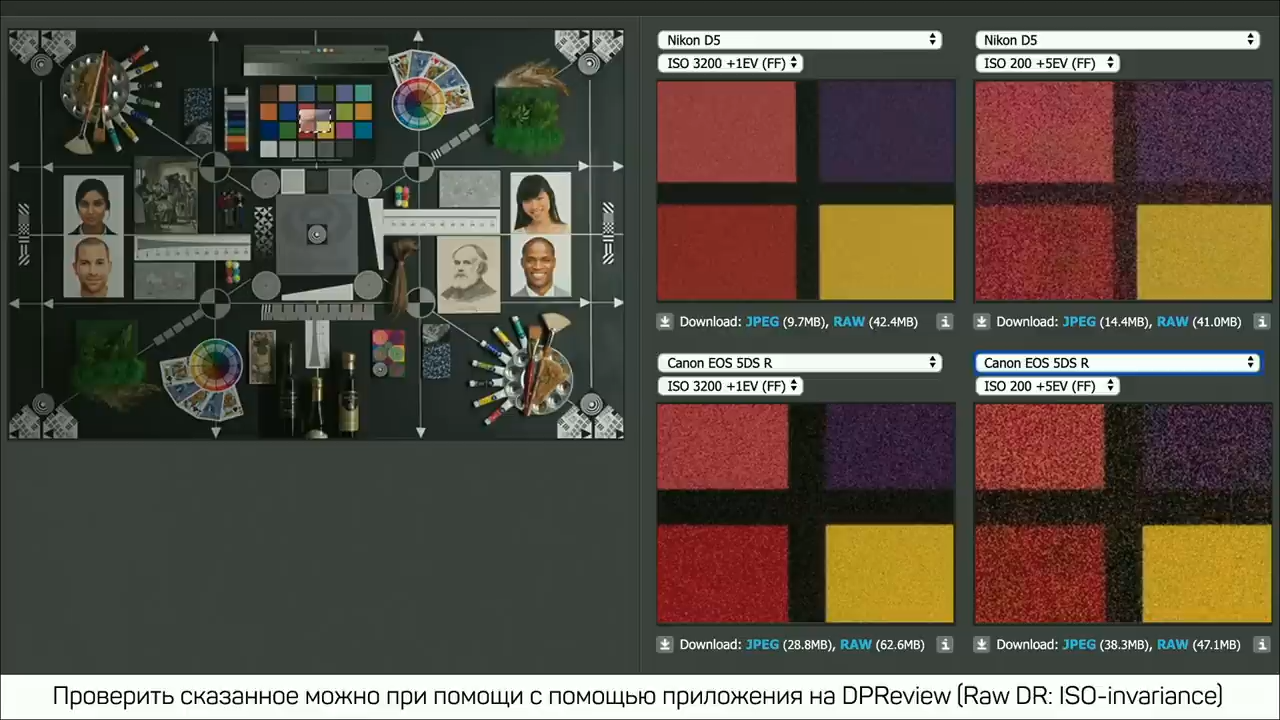 Nikon D5
ISO 3200 +1EV (FF)
Download: JPEG (9.7MB), RAW (42.4MB)
Nikon D5
ISO 200 +5EV (FF)
Download: JPEG (14.4MB), RAW (41.0MB)
Canon EOS 5DS R
ISO 3200 +1EV (FF)
Download: JPEG (28.8MB), RAW (62.6MB)
Canon EOS 5DS R
ISO 200 +5EV (FF)
Download: JPEG (38.3MB), RAW (47.1MB)
Проверить сказанное можно при помощи с помощью приложения на DPReview (Raw DR: ISO-invariance)